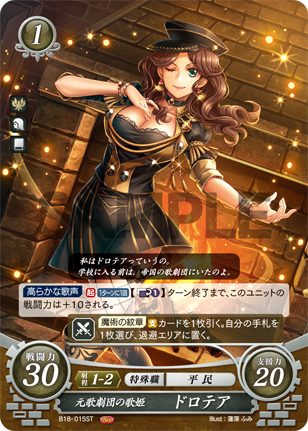 1
SAMPLE
私はドロテアっていうの。
学校に入る前は、帝国の歌劇団にいたのよ。
高らかな歌声 起 1ターンに1回 [1] ターン終了まで、このユニットの
戦闘力は+10される。
魔術の紋章 支 カードを1枚引く。自分の手札を
1枚選び、退避エリアに置く。
戦闘力
30
射程 1-2
特殊職
平民
支援力
20
元歌劇団の歌姫 ドロテア
B18-015ST
Illust：蓮深 ふみ